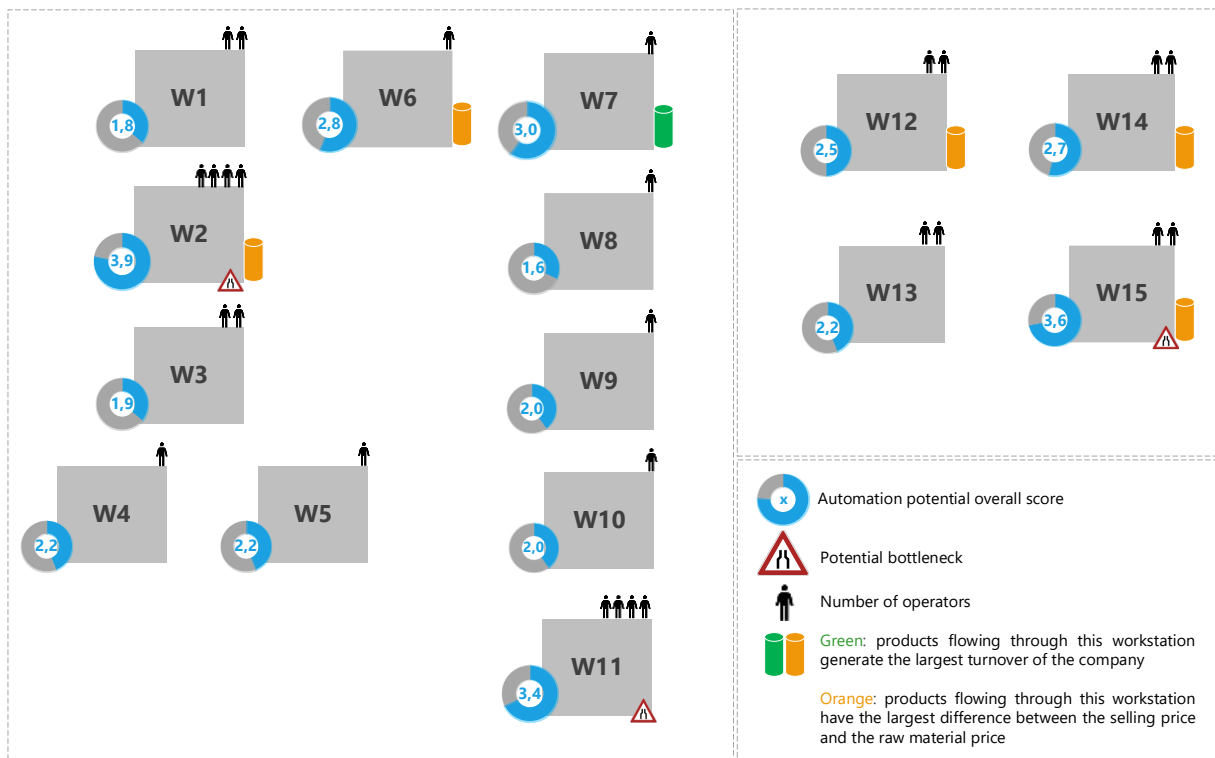 W1
1,8
W6
2,8
W7
3,0
W12
2,5
W14
2,7
W2
3,9
W8
1,6
W13
2,2
W15
3,6
W3
1,9
W9
2,0
W4
2,2
W5
2,2
W10
2,0
W11
3,4
x
Automation potential overall score
Potential bottleneck
Number of operators
Green: products flowing through this workstation
generate the largest turnover of the company
Orange: products flowing through this workstation
have the largest difference between the selling price
and the raw material price